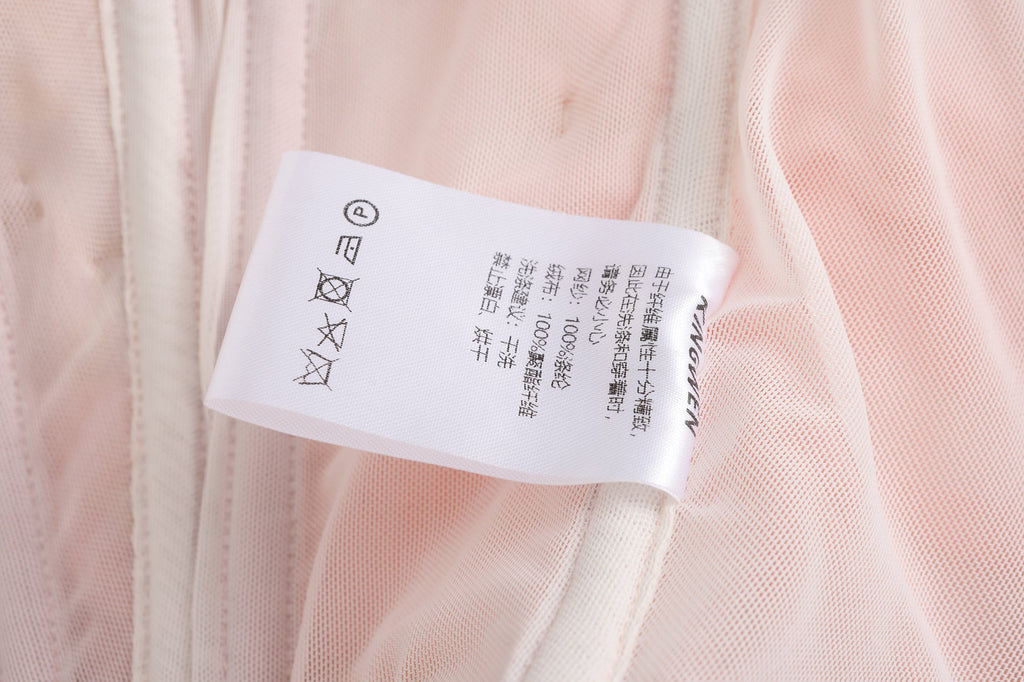 KINGWEN
由于纤维属性十分精致,
因此在洗涤和穿着时,
请务必小心
网纱：100%涤纶
绒布：100%聚酯纤维
洗涤建议：干洗
禁止漂白、烘干
P